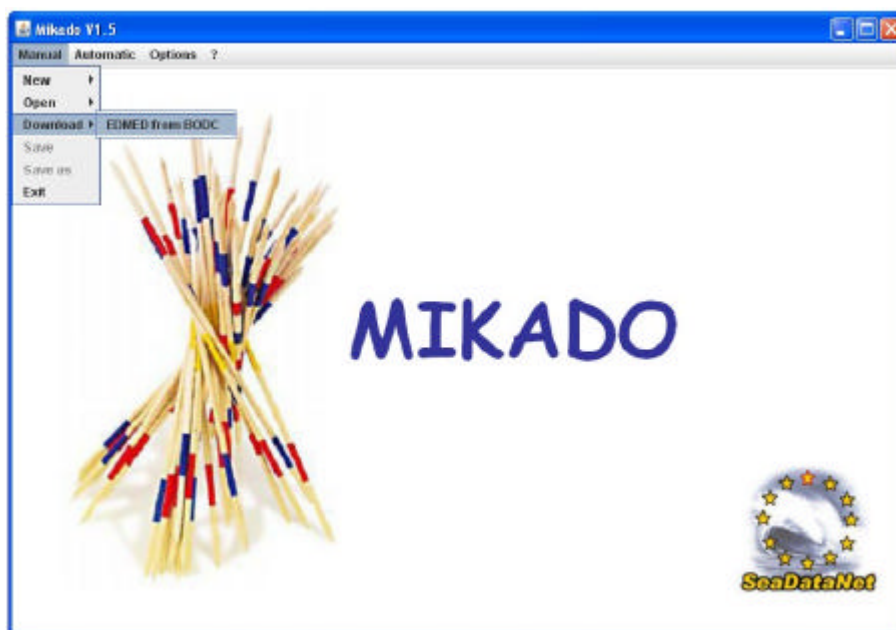 Mikado V1.5
Manual Automatic Options ?
New
Open
Download EDMED from BODC
Save
Save as
Exit
MIKADO
SeaDataNet